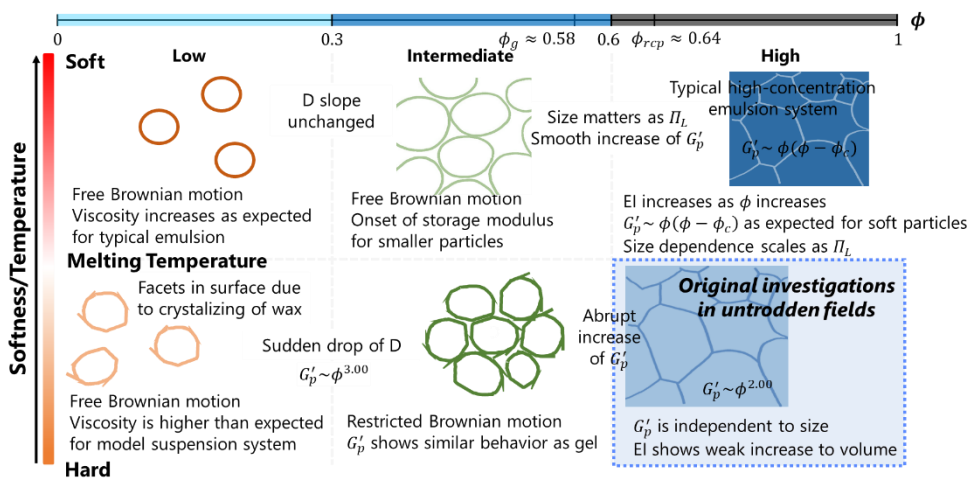 ϕ
0
0.3
ϕg ≈ 0.58
0.6
ϕrcp ≈ 0.64
1
Softness/Temperature
Soft
Low
Intermediate
High
D slope
unchanged
Size matters as ΠL
Smooth increase of G′p
Typical high-concentration
emulsion system
G′p~ ϕ(ϕ − ϕc)
Free Brownian motion
Viscosity increases as expected
for typical emulsion
Free Brownian motion
Onset of storage modulus
for smaller particles
EI increases as ϕ increases
G′p~ ϕ(ϕ − ϕc) as expected for soft particles
Size dependence scales as ΠL
Melting Temperature
Facets in surface due
to crystalizing of wax
Sudden drop of D
G′p~ϕ3.00
Abrupt
increase
of G′p
Original investigations
in untrodden fields
G′p~ϕ2.00
Free Brownian motion
Viscosity is higher than expected
for model suspension system
Restricted Brownian motion
G′p shows similar behavior as gel
G′p is independent to size
EI shows weak increase to volume
Hard